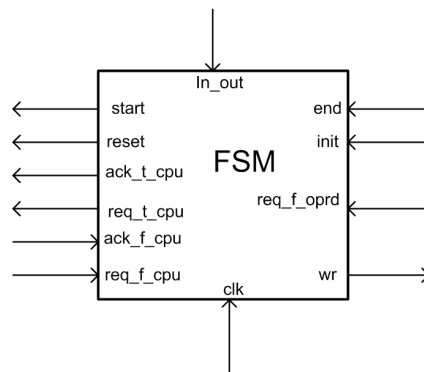 In_out
start
end
reset
init
FSM
ack_t_cpu
req_t_cpu
req_f_oprd
ack_f_cpu
req_f_cpu
wr
clk